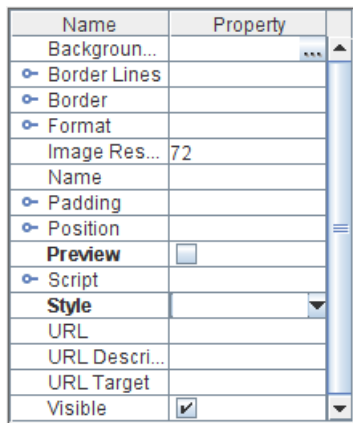 Name Property
Backgroun... ...
Border Lines
Border
Format
Image Res... 72
Name
Padding
Position
Preview
Script
Style
URL
URL Descri...
URL Target
Visible